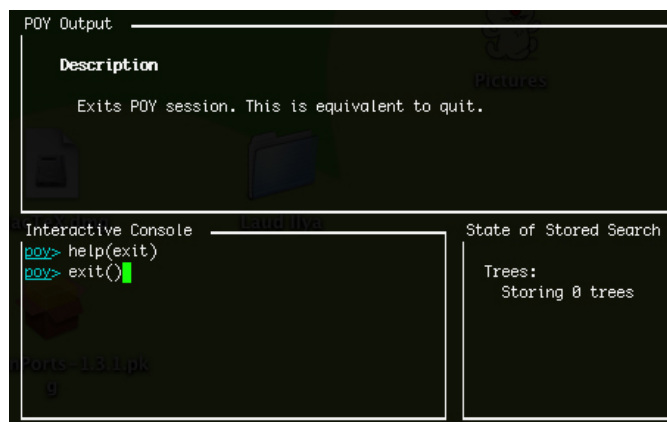 POY Output
Description
Exits POY session. This is equivalent to quit.
Pictures
Interactive Console
poy> help(exit)
poy> exit()
State of Stored Search
Trees:
Storing 0 trees